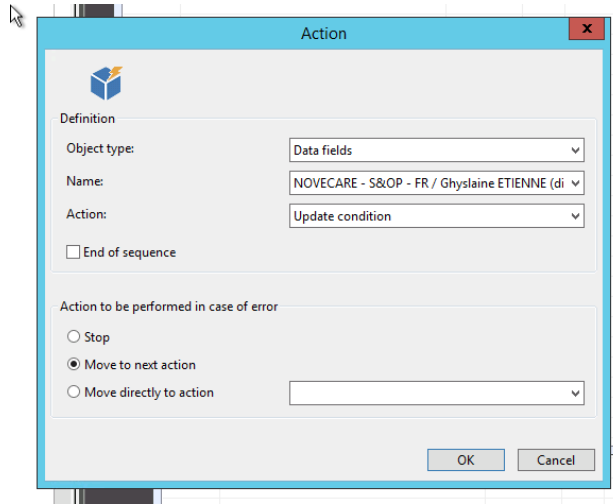 Action
x
Definition
Object type:
Data fields
Name:
NOVECARE - S&OP - FR / Ghyslaine ETIENNE (di
Action:
Update condition
End of sequence
Action to be performed in case of error
Stop
Move to next action
Move directly to action
OK
Cancel